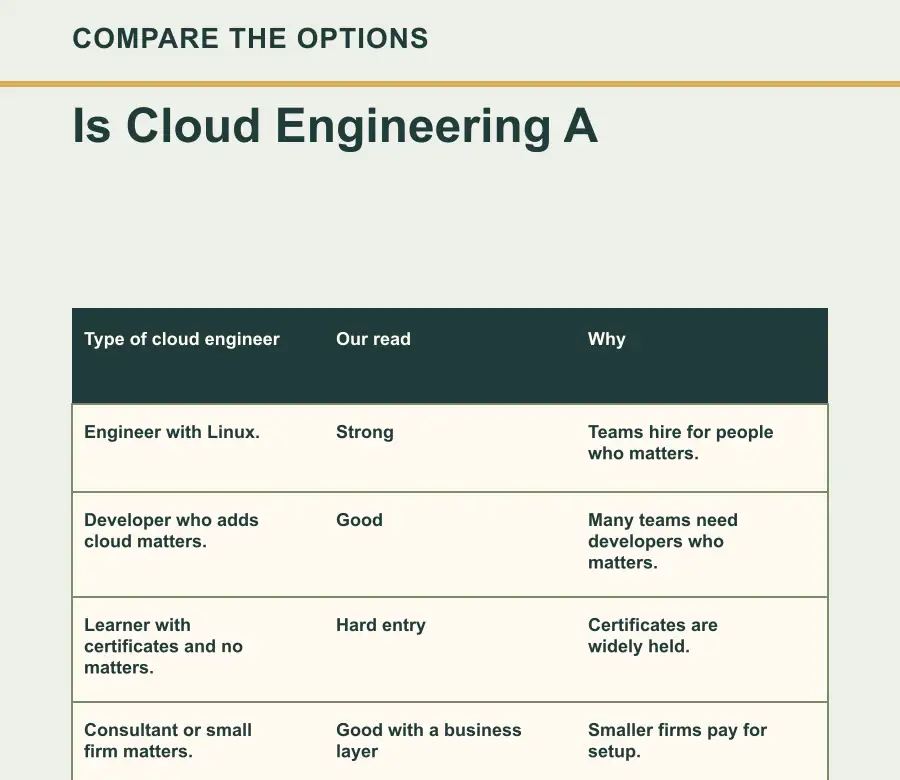 COMPARE THE OPTIONS
Is Cloud Engineering A
Type of cloud engineer
Our read
Why
Engineer with Linux.
Strong
Teams hire for people
who matters.
Developer who adds
cloud matters.
Good
Many teams need
developers who
matters.
Learner with
certificates and no
matters.
Hard entry
Certificates are
widely held.
Consultant or small
firm matters.
Good with a business
layer
Smaller firms pay for
setup.